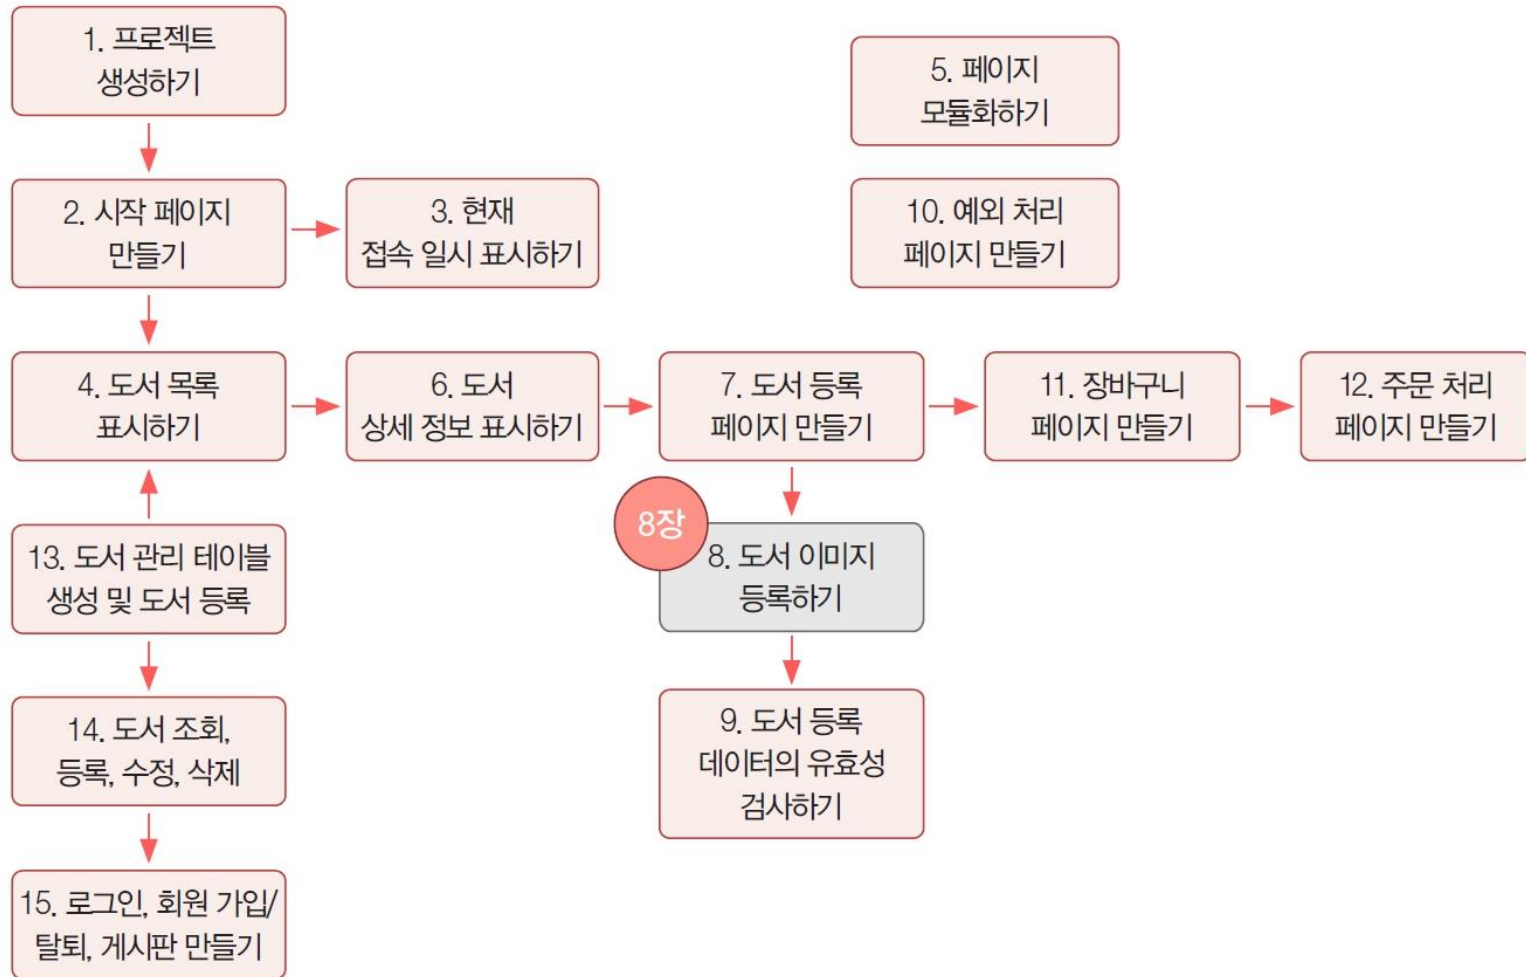 1. 프로젝트
생성하기
5. 페이지
모듈화하기
2. 시작 페이지
만들기
3. 현재
접속 일시 표시하기
10. 예외 처리
페이지 만들기
4. 도서 목록
표시하기
6. 도서
상세 정보 표시하기
7. 도서 등록
페이지 만들기
11. 장바구니
페이지 만들기
12. 주문 처리
페이지 만들기
8장
8. 도서 이미지
등록하기
13. 도서 관리 테이블
생성 및 도서 등록
9. 도서 등록
데이터의 유효성
검사하기
14. 도서 조회,
등록, 수정, 삭제
15. 로그인, 회원 가입/
탈퇴, 게시판 만들기